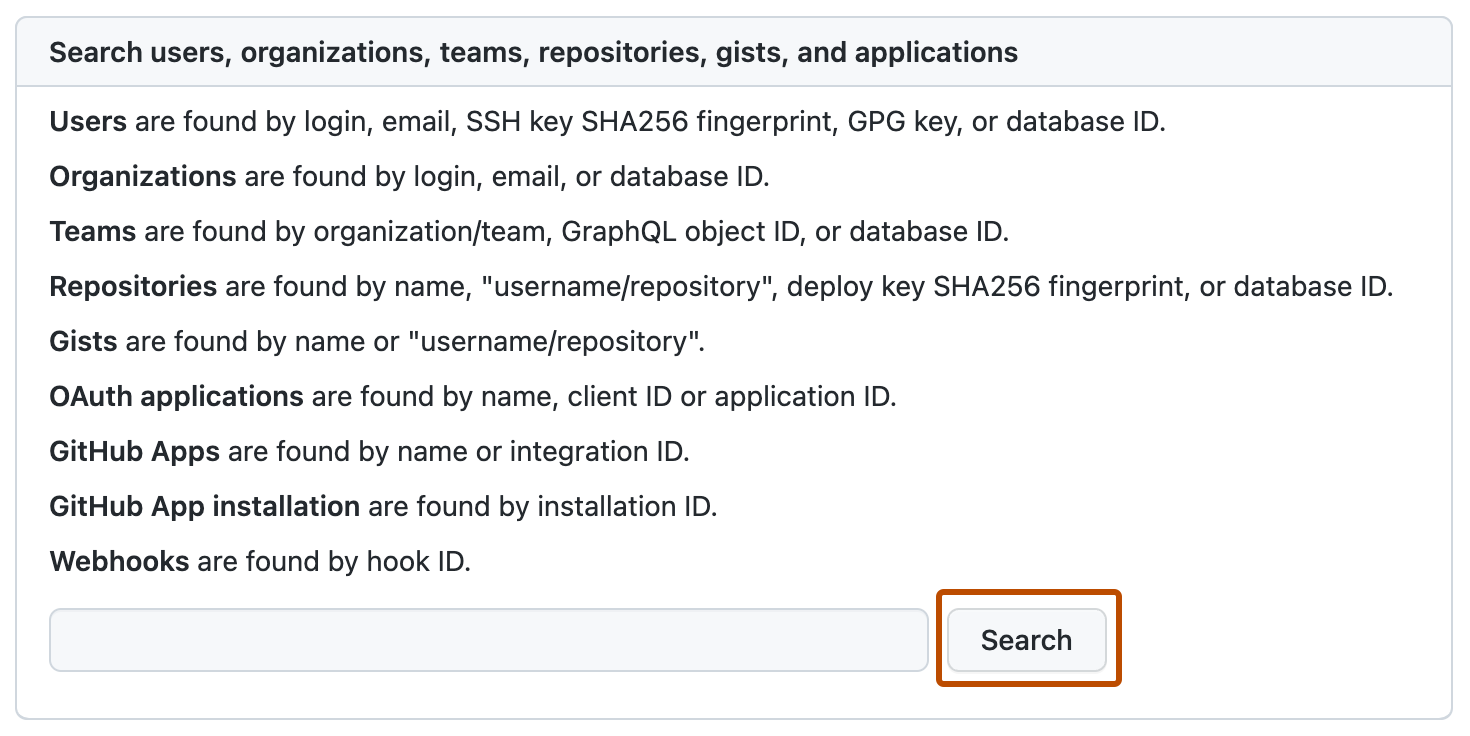 Search users, organizations, teams, repositories, gists, and applications
Users are found by login, email, SSH key SHA256 fingerprint, GPG key, or database ID.
Organizations are found by login, email, or database ID.
Teams are found by organization/team, GraphQL object ID, or database ID.
Repositories are found by name, "username/repository", deploy key SHA256 fingerprint, or database ID.
Gists are found by name or "username/repository".
OAuth applications are found by name, client ID or application ID.
GitHub Apps are found by name or integration ID.
GitHub App installation are found by installation ID.
Webhooks are found by hook ID.
Search